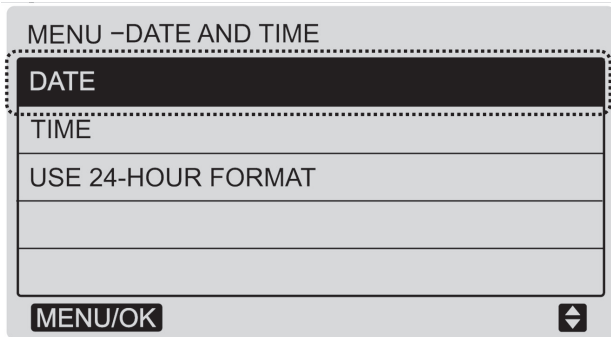 MENU –DATE AND TIME
DATE
TIME
USE 24-HOUR FORMAT
MENU/OK